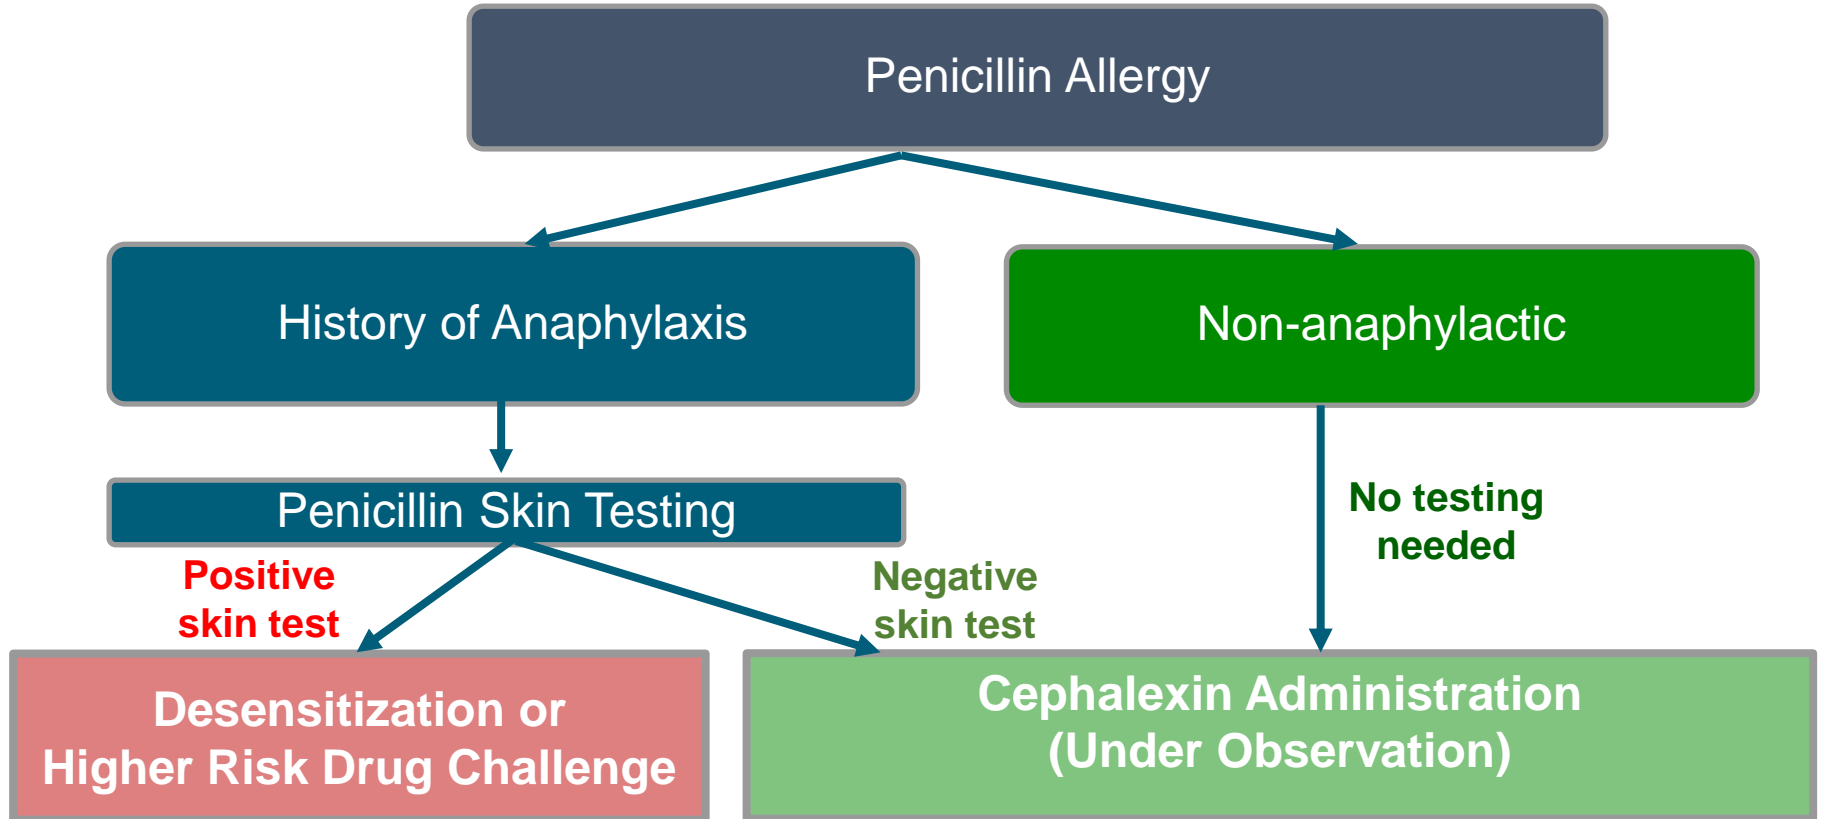 Penicillin Allergy
History of Anaphylaxis
Non-anaphylactic
Penicillin Skin Testing
No testing
needed
Positive
skin test
Negative
skin test
Desensitization or
Higher Risk Drug Challenge
Cephalexin Administration
(Under Observation)